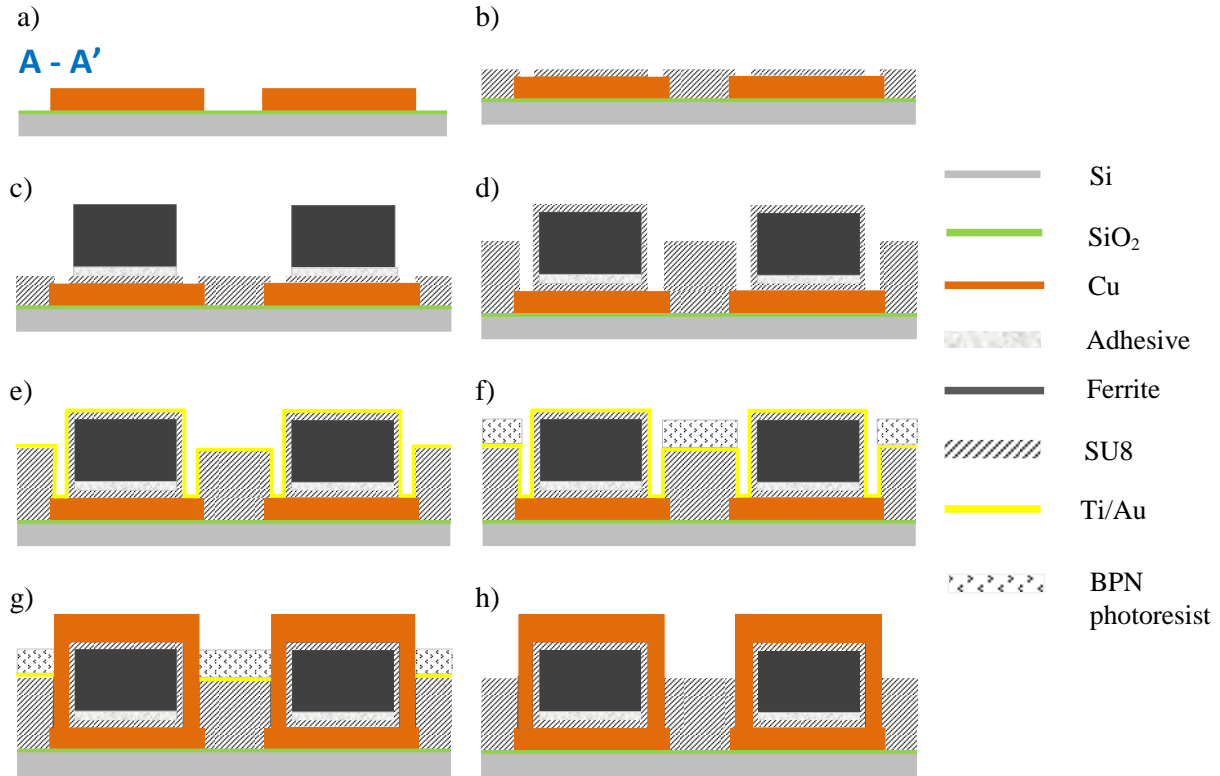 a)
b)
A - A’
c)
d)
Si
SiO₂
Cu
Adhesive
e)
f)
Ferrite
SU8
Ti/Au
g)
h)
BPN
photoresist